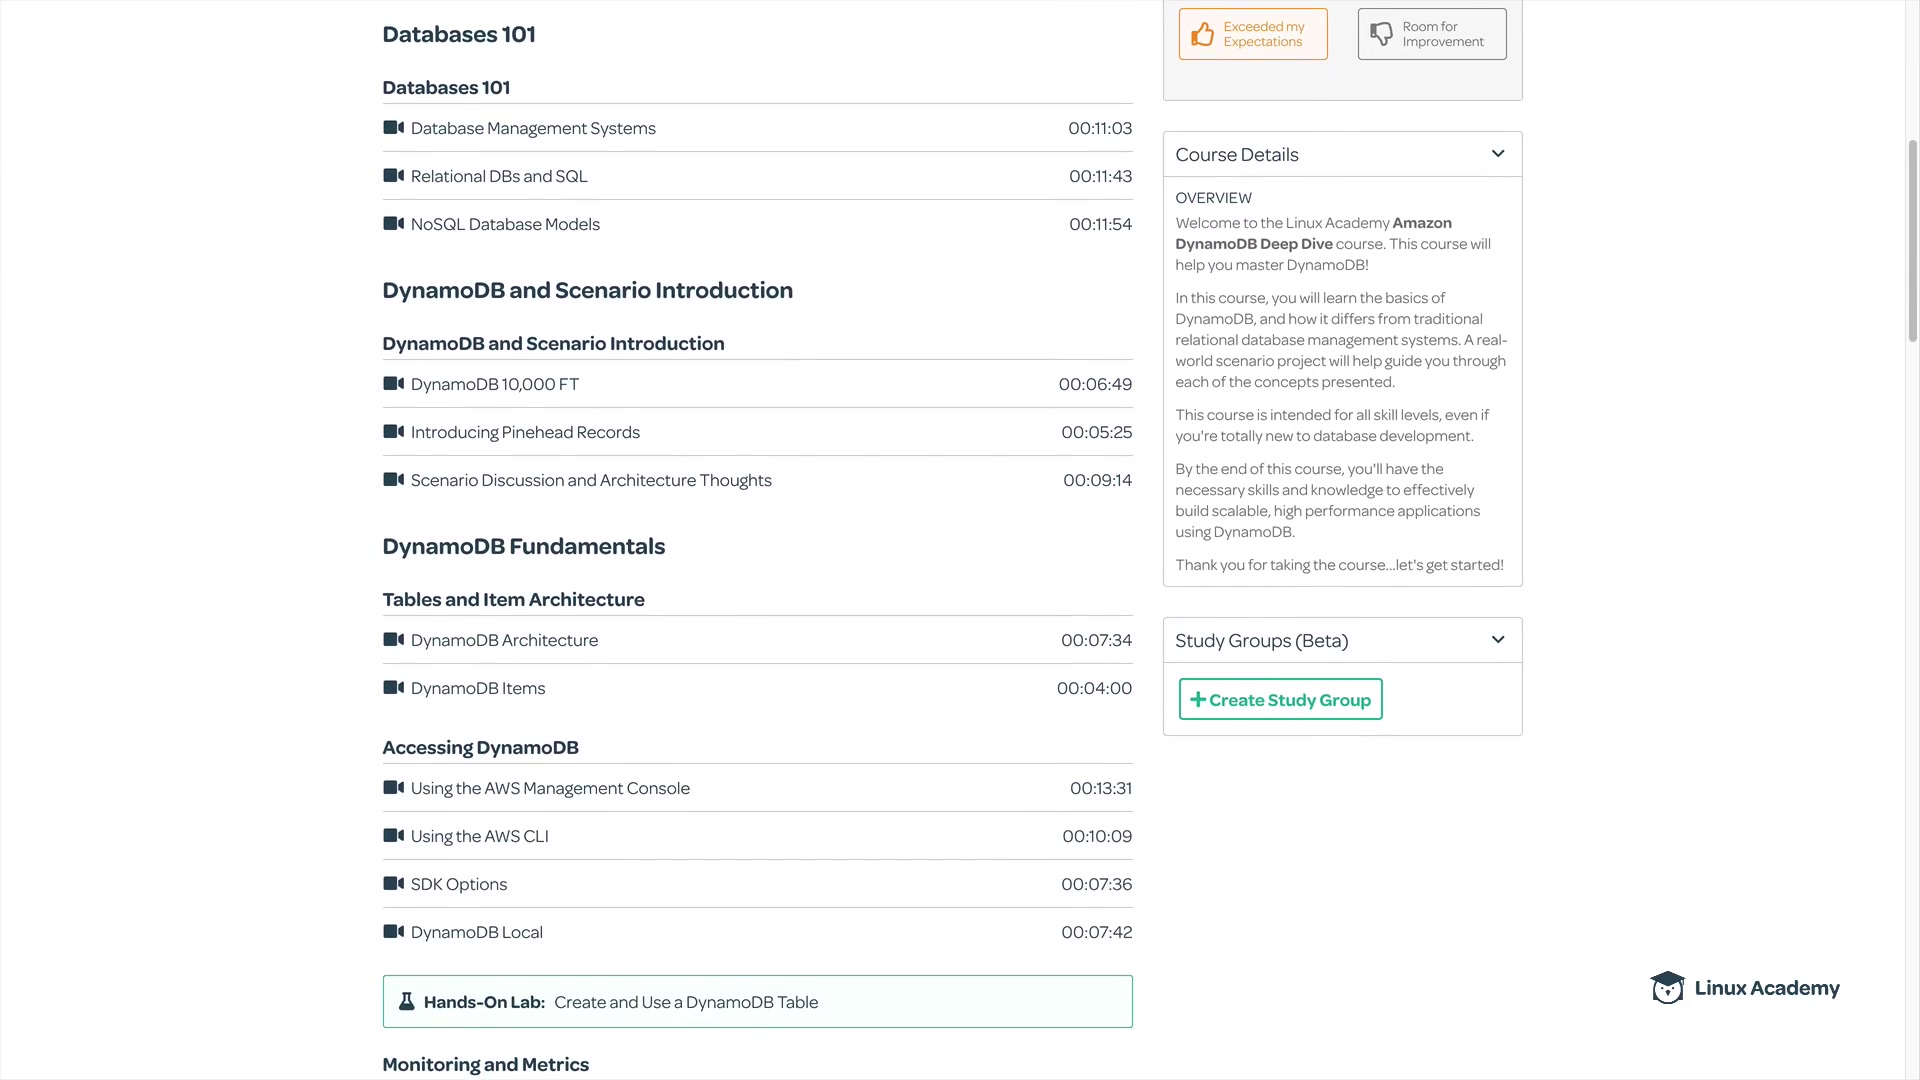 Databases 101
Databases 101
Database Management Systems 00:11:03
Relational DBs and SQL 00:11:43
NoSQL Database Models 00:11:54
DynamoDB and Scenario Introduction
DynamoDB and Scenario Introduction
DynamoDB 10,000 FT 00:06:49
Introducing Pinehead Records 00:05:25
Scenario Discussion and Architecture Thoughts 00:09:14
DynamoDB Fundamentals
Tables and Item Architecture
DynamoDB Architecture 00:07:34
DynamoDB Items 00:04:00
Accessing DynamoDB
Using the AWS Management Console 00:13:31
Using the AWS CLI 00:10:09
SDK Options 00:07:36
DynamoDB Local 00:07:42
Hands-On Lab: Create and Use a DynamoDB Table
Monitoring and Metrics
Exceeded my
Expectations
Room for
Improvement
Course Details
OVERVIEW
Welcome to the Linux Academy Amazon
DynamoDB Deep Dive course. This course will
help you master DynamoDB!
In this course, you will learn the basics of
DynamoDB, and how it differs from traditional
relational database management systems. A real-
world scenario project will help guide you through
each of the concepts presented.
This course is intended for all skill levels, even if
you're totally new to database development.
By the end of this course, you'll have the
necessary skills and knowledge to effectively
build scalable, high performance applications
using DynamoDB.
Thank you for taking the course...let's get started!
Study Groups (Beta)
+ Create Study Group
Linux Academy